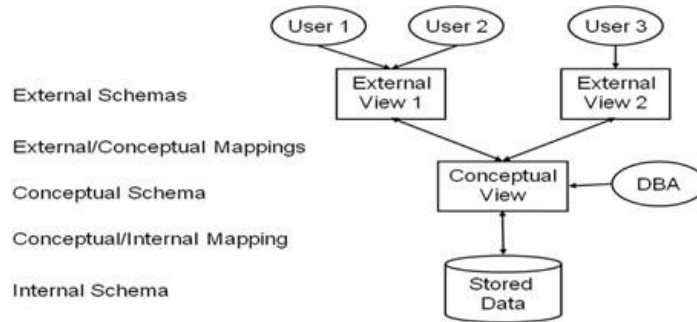 User 1
User 2
User 3
External Schemas
External
View 1
External
View 2
External/Conceptual Mappings
Conceptual Schema
Conceptual
View
DBA
Conceptual/Internal Mapping
Internal Schema
Stored
Data